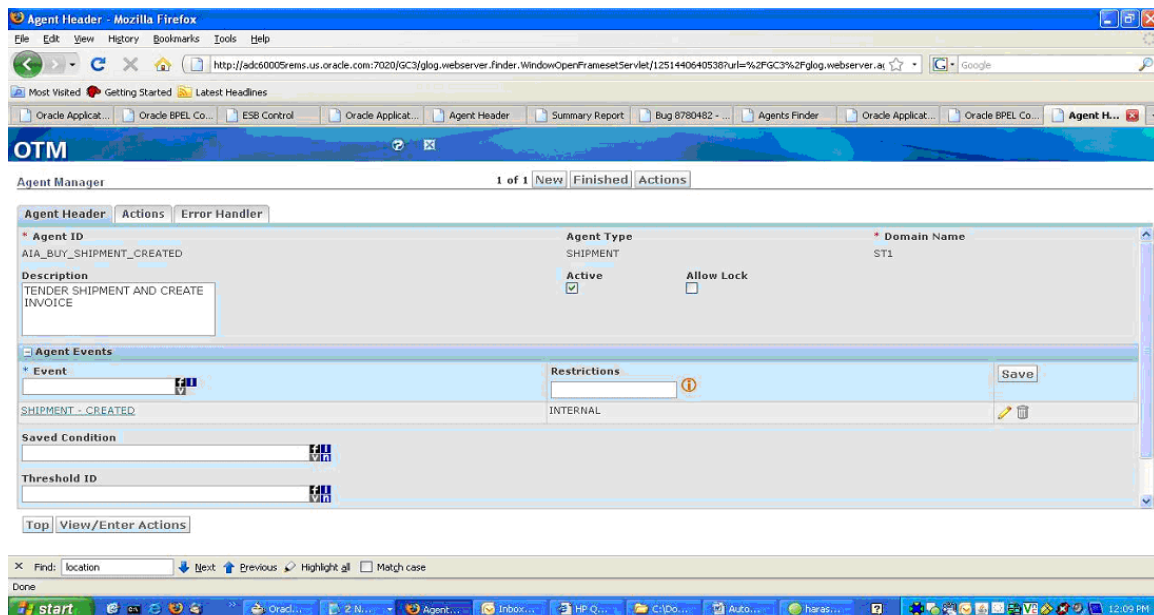 Agent Header - Mozilla Firefox
File Edit View History Bookmarks Tools Help
http://adc60005rems.us.oracle.com:7020/GC3/glog.webserver.finder.WindowOpenFramesetServlet/1251440640538?url=%2FGC3%2Fglog.webserver.ag Google
Most Visited Getting Started Latest Headlines
Oracle Applicat... Oracle BPEL Co... ESB Control Oracle Applicat... Agent Header Summary Report Bug 8780482 - ... Agents Finder Oracle Applicat... Oracle BPEL Co... Agent H...
OTM
Agent Manager 1 of 1 New Finished Actions
Agent Header Actions Error Handler
* Agent ID Agent Type * Domain Name
AIA_BUY_SHIPMENT_CREATED SHIPMENT ST1
Description Active Allow Lock
TENDER SHIPMENT AND CREATE
INVOICE
Agent Events
* Event Restrictions Save
SHIPMENT - CREATED INTERNAL
Saved Condition
Threshold ID
Top View/Enter Actions
Find: location Next Previous Highlight all Match case
Done
start Oracl... 2 N... Agent... Inbox... HP Q... C:\Do... Auto... haras... 12:09 PM